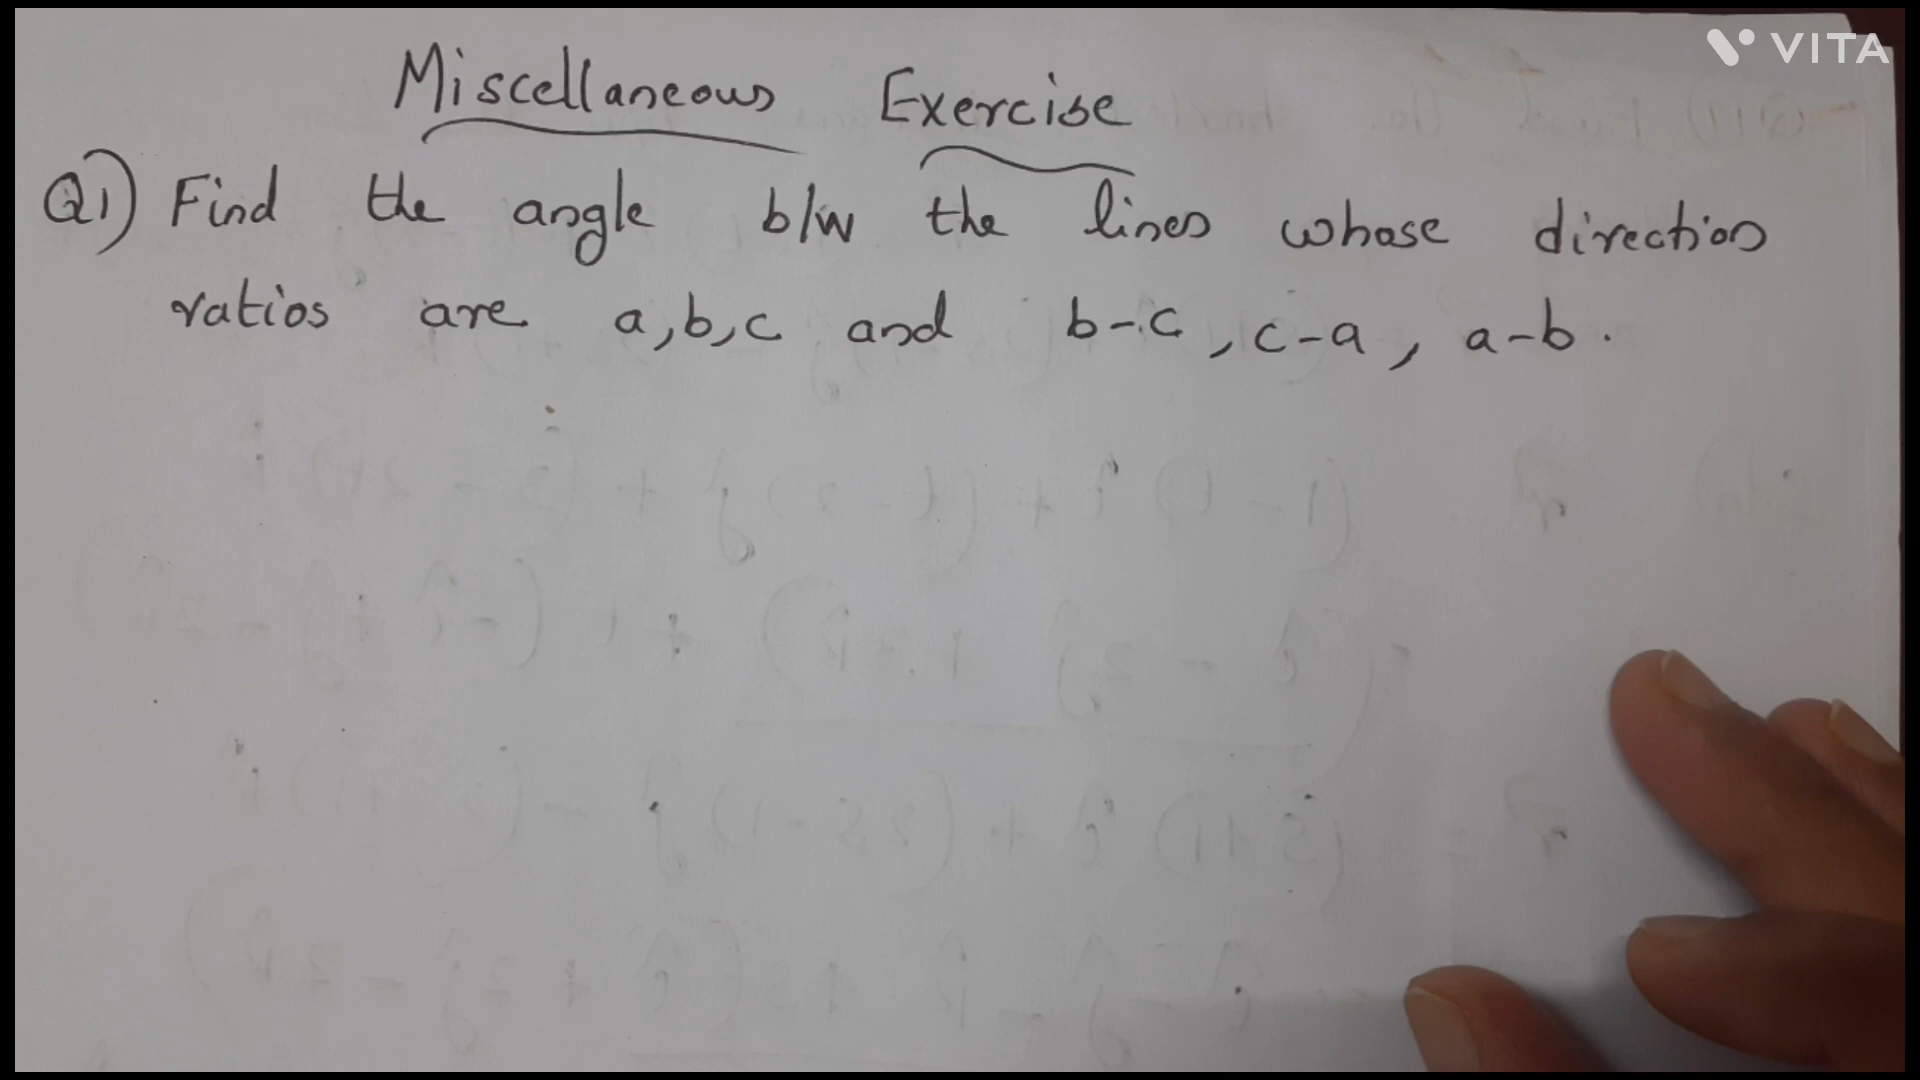 VITA
Miscellaneous Exercise
Q1) Find the angle b/w the lines whose direction
ratios are a,b,c and b-c, c-a, a-b.